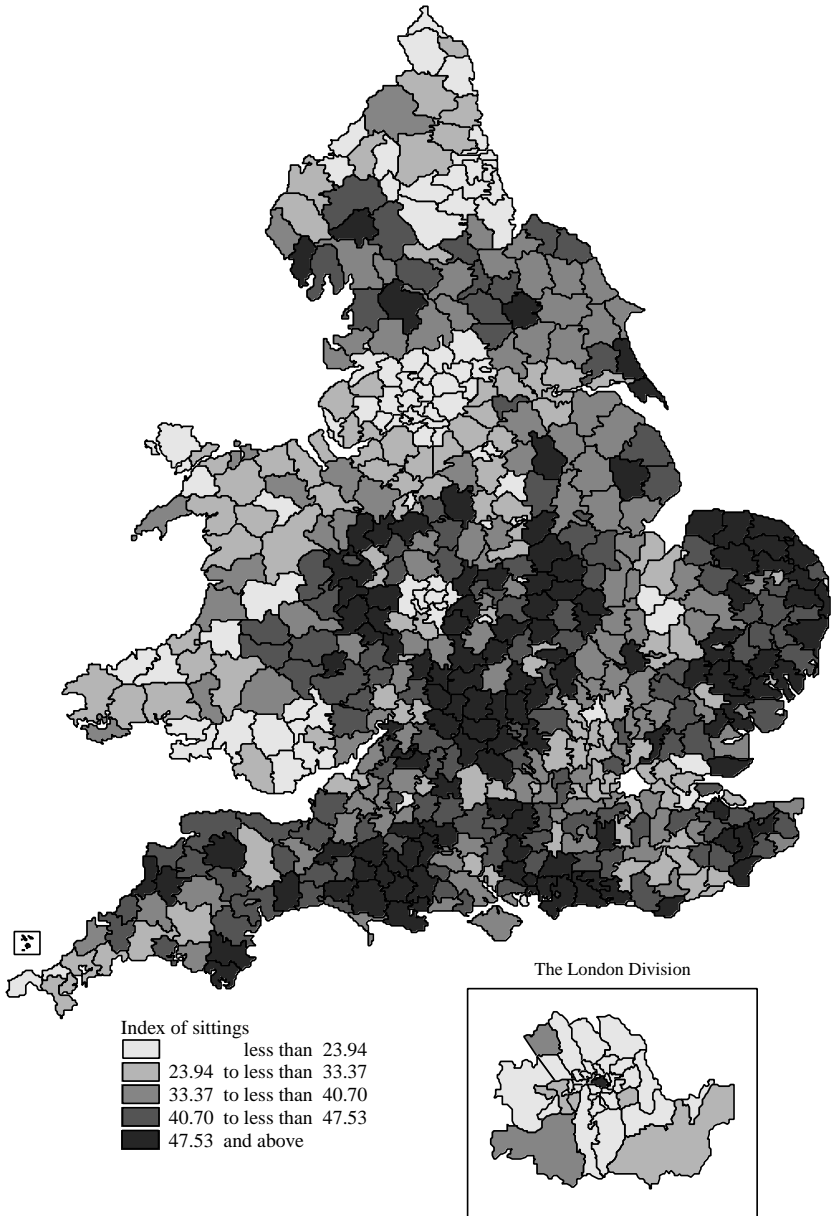 The London Division
Index of sittings
less than 23.94
23.94 to less than 33.37
33.37 to less than 40.70
40.70 to less than 47.53
47.53 and above